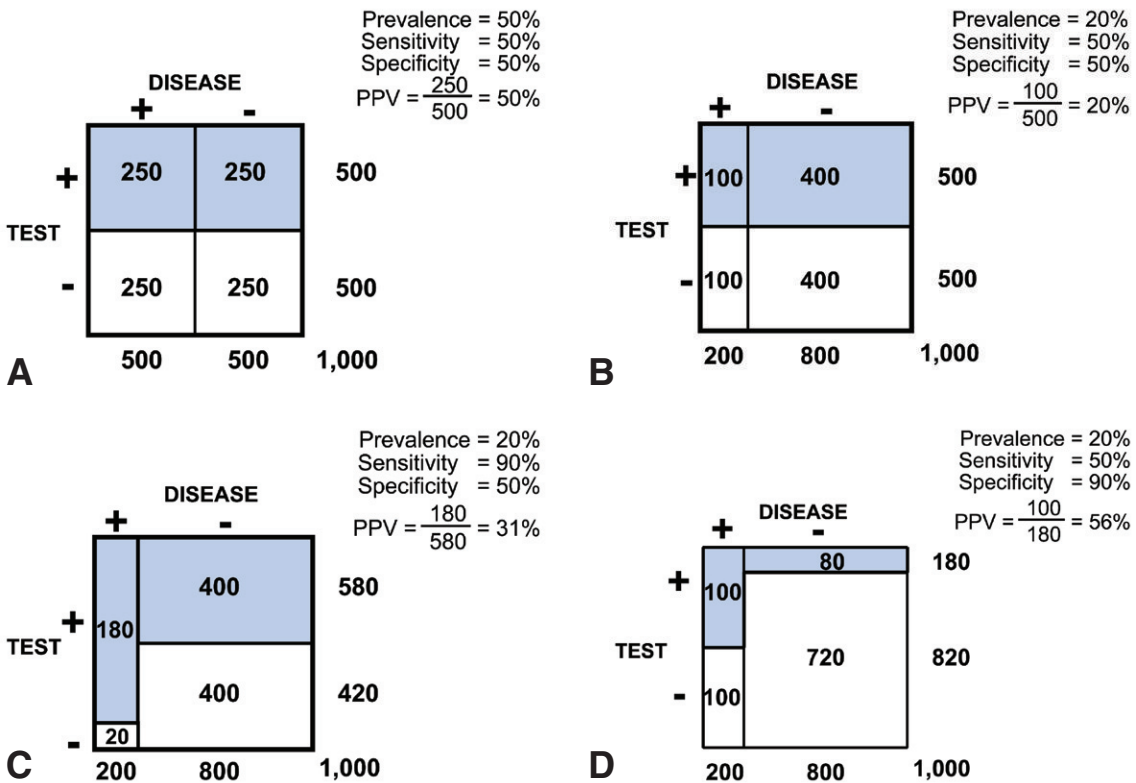 Prevalence = 50%
Sensitivity = 50%
Specificity = 50%
PPV = 250/500 = 50%
DISEASE
+ -
+ 250 250 500
TEST
- 250 250 500
500 500 1,000
A
Prevalence = 20%
Sensitivity = 50%
Specificity = 50%
PPV = 100/500 = 20%
DISEASE
+ -
+ 100 400 500
TEST
- 100 400 500
200 800 1,000
B
Prevalence = 20%
Sensitivity = 90%
Specificity = 50%
PPV = 180/580 = 31%
DISEASE
+ -
400 580
+ 180
TEST
400 420
- 20
200 800 1,000
C
Prevalence = 20%
Sensitivity = 50%
Specificity = 90%
PPV = 100/180 = 56%
DISEASE
+ -
80 180
+ 100
TEST 720 820
- 100
200 800 1,000
D